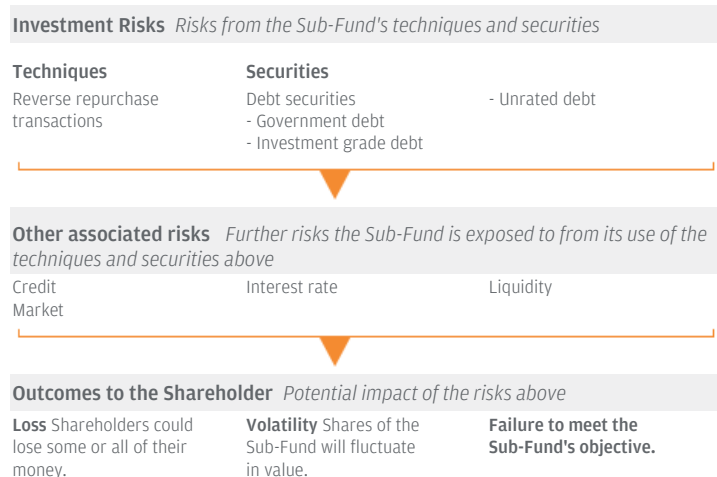 Investment Risks Risks from the Sub-Fund's techniques and securities
Techniques
Reverse repurchase
transactions
Securities
Debt securities
- Government debt
- Investment grade debt
- Unrated debt
Other associated risks Further risks the Sub-Fund is exposed to from its use of the
techniques and securities above
Credit
Market
Interest rate
Liquidity
Outcomes to the Shareholder Potential impact of the risks above
Loss Shareholders could
lose some or all of their
money.
Volatility Shares of the
Sub-Fund will fluctuate
in value.
Failure to meet the
Sub-Fund's objective.